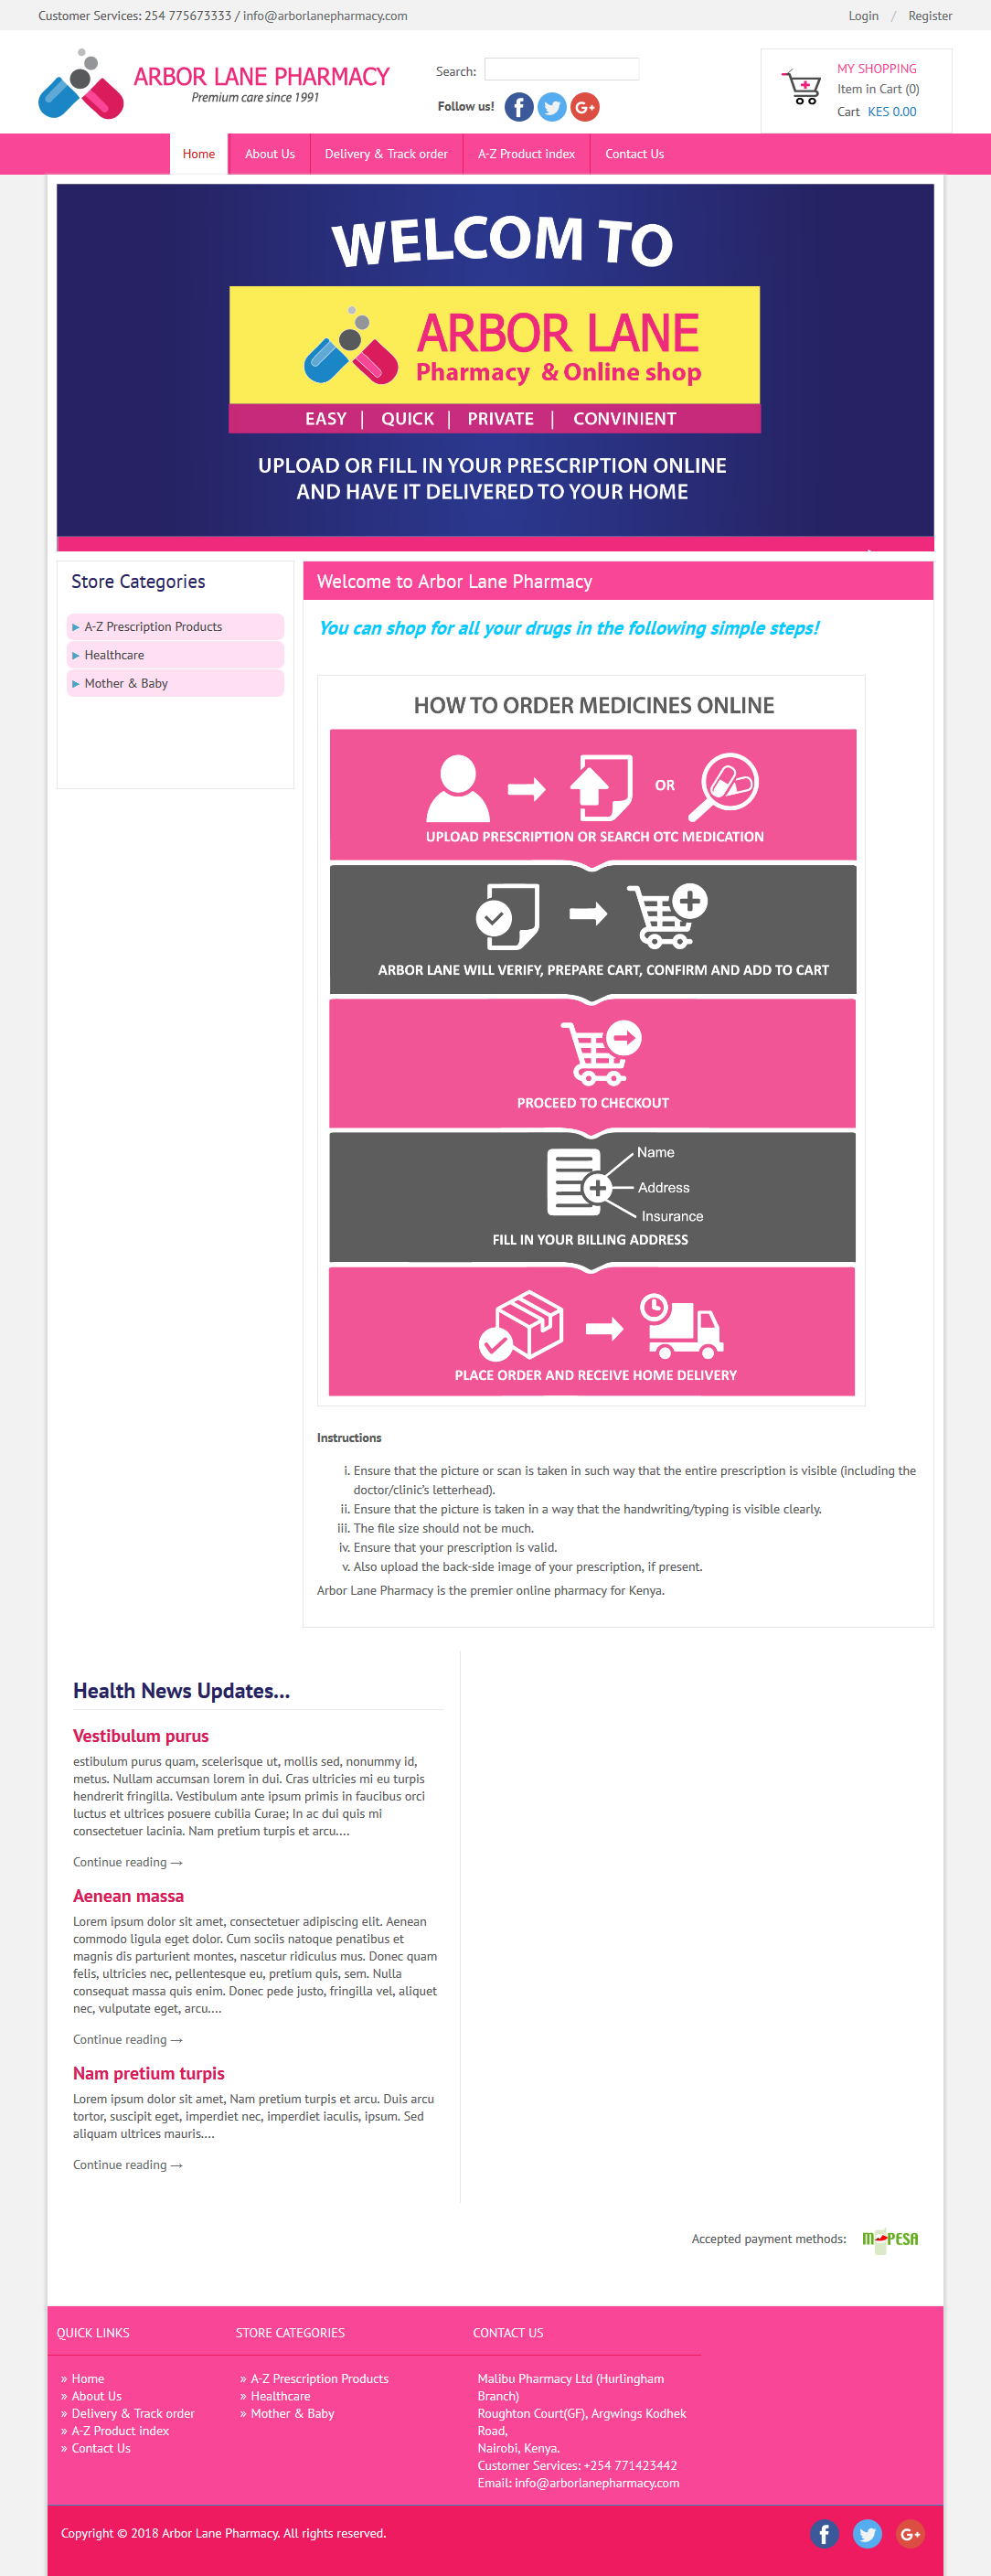 Customer Services: 254 775673333 / info@arborlanepharmacy.com
Login / Register
ARBOR LANE PHARMACY
Premium care since 1991
Search:
Follow us!
MY SHOPPING
Item in Cart (0)
Cart KES 0.00
Home
About Us
Delivery & Track order
A-Z Product index
Contact Us
WELCOM TO
ARBOR LANE
Pharmacy & Online shop
EASY | QUICK | PRIVATE | CONVINIENT
UPLOAD OR FILL IN YOUR PRESCRIPTION ONLINE
AND HAVE IT DELIVERED TO YOUR HOME
Store Categories
A-Z Prescription Products
Healthcare
Mother & Baby
Welcome to Arbor Lane Pharmacy
You can shop for all your drugs in the following simple steps!
HOW TO ORDER MEDICINES ONLINE
OR
UPLOAD PRESCRIPTION OR SEARCH OTC MEDICATION
ARBOR LANE WILL VERIFY, PREPARE CART, CONFIRM AND ADD TO CART
PROCEED TO CHECKOUT
Name
Address
Insurance
FILL IN YOUR BILLING ADDRESS
PLACE ORDER AND RECEIVE HOME DELIVERY
Instructions
i. Ensure that the picture or scan is taken in such way that the entire prescription is visible (including the
doctor/clinic's letterhead).
ii. Ensure that the picture is taken in a way that the handwriting/typing is visible clearly.
iii. The file size should not be much.
iv. Ensure that your prescription is valid.
v. Also upload the back-side image of your prescription, if present.
Arbor Lane Pharmacy is the premier online pharmacy for Kenya.
Health News Updates...
Vestibulum purus
estibulum purus quam, scelerisque ut, mollis sed, nonummy id,
metus. Nullam accumsan lorem in dui. Cras ultricies mi eu turpis
hendrerit fringilla. Vestibulum ante ipsum primis in faucibus orci
luctus et ultrices posuere cubilia Curae; In ac dui quis mi
consectetuer lacinia. Nam pretium turpis et arcu....
Continue reading →
Aenean massa
Lorem ipsum dolor sit amet, consectetuer adipiscing elit. Aenean
commodo ligula eget dolor. Cum sociis natoque penatibus et
magnis dis parturient montes, nascetur ridiculus mus. Donec quam
felis, ultricies nec, pellentesque eu, pretium quis, sem. Nulla
consequat massa quis enim. Donec pede justo, fringilla vel, aliquet
nec, vulputate eget, arcu....
Continue reading →
Nam pretium turpis
Lorem ipsum dolor sit amet, Nam pretium turpis et arcu. Duis arcu
tortor, suscipit eget, imperdiet nec, imperdiet iaculis, ipsum. Sed
aliquam ultrices mauris....
Continue reading →
Accepted payment methods:
M-PESA
QUICK LINKS
» Home
» About Us
» Delivery & Track order
» A-Z Product index
» Contact Us
STORE CATEGORIES
» A-Z Prescription Products
» Healthcare
» Mother & Baby
CONTACT US
Malibu Pharmacy Ltd (Hurlingham
Branch)
Roughton Court(GF), Argwings Kodhek
Road,
Nairobi, Kenya.
Customer Services: +254 771423442
Email: info@arborlanepharmacy.com
Copyright © 2018 Arbor Lane Pharmacy. All rights reserved.